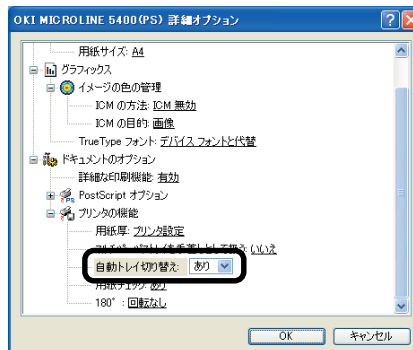 OKI MICROLINE 5400(PS) 詳細オプション
用紙サイズ: A4
グラフィックス
イメージの色の管理
ICM の方法: ICM 無効
ICM の目的: 画像
TrueType フォント: デバイス フォントと代替
ドキュメントのオプション
詳細な印刷機能: 有効
PostScript オプション
プリンタの機能
用紙厚: プリンタ設定
いいえ
自動トレイ切り替え: あり
用紙チェック: あり
180° : 回転なし
OK キャンセル